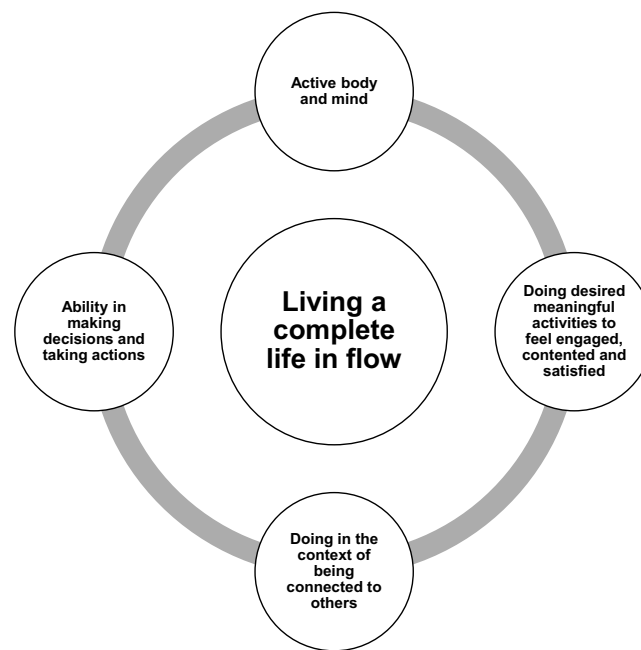 Active body
and mind
Ability in
making
decisions and
taking actions
Living a
complete
life in flow
Doing desired
meaningful
activities to
feel engaged,
contented and
satisfied
Doing in the
context of
being
connected to
others